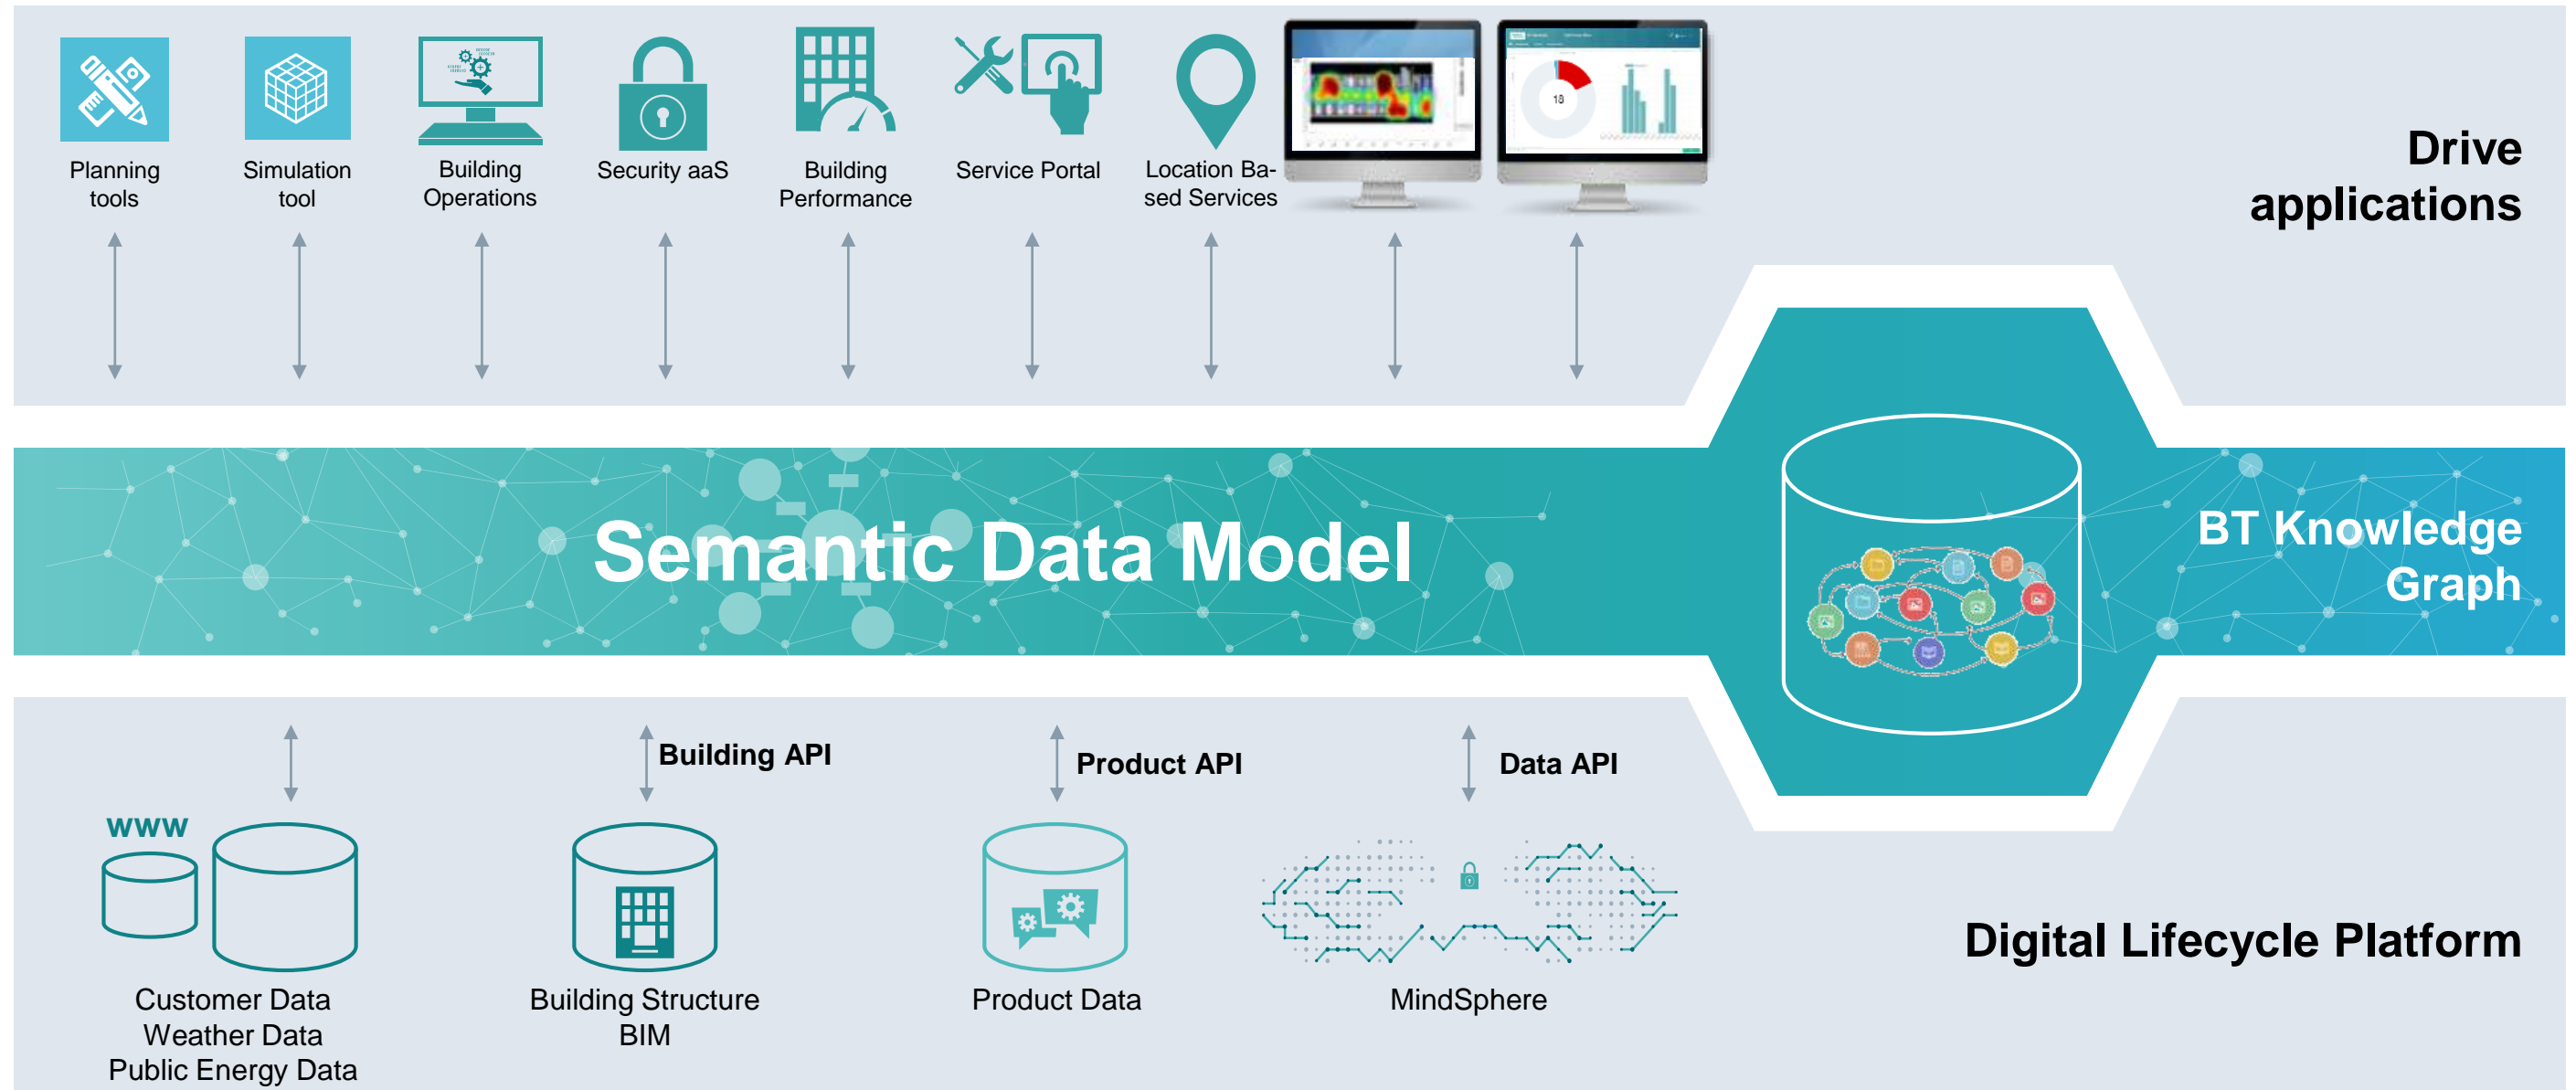 Planning
tools
Simulation
tool
Building
Operations
Security aaS
Building
Performance
Service Portal
Location Ba-
sed Services
18
Drive
applications
Semantic Data Model
BT Knowledge
Graph
Building API
Product API
Data API
www
Customer Data
Weather Data
Public Energy Data
Building Structure
BIM
Product Data
MindSphere
Digital Lifecycle Platform